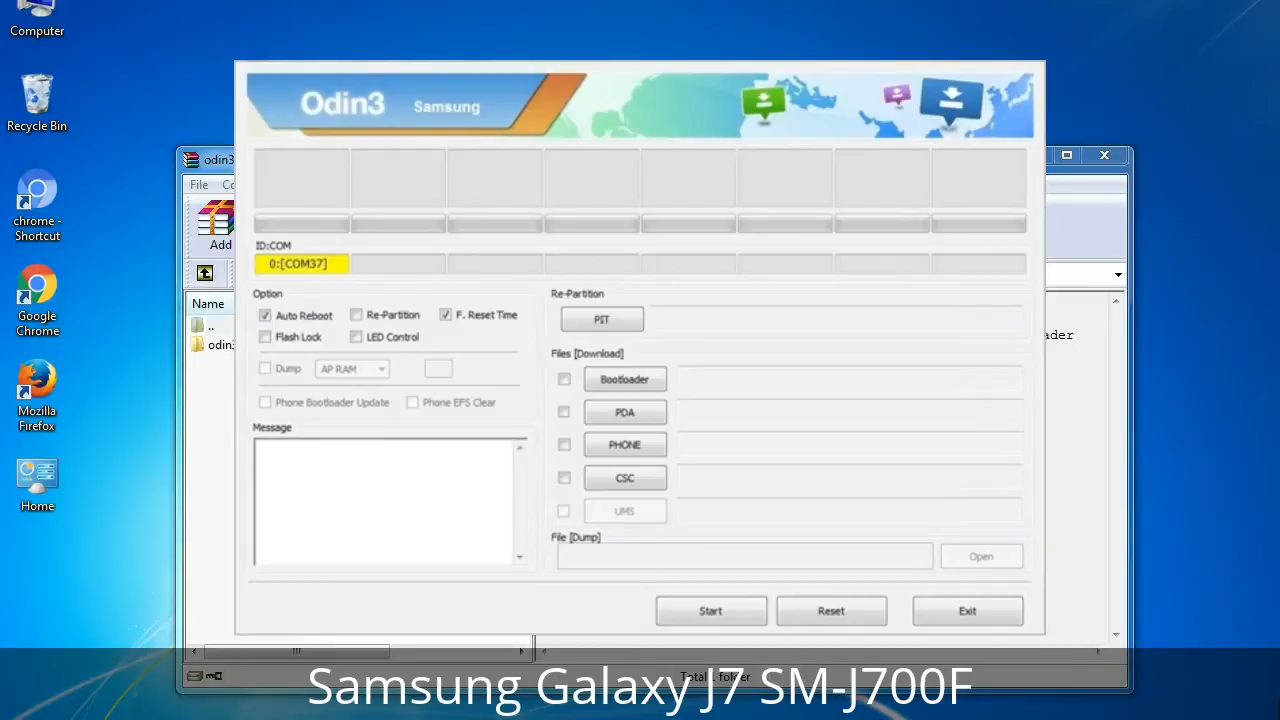 Computer
Recycle Bin
chrome -
Shortcut
Google
Chrome
Mozilla
Firefox
Home
odin3
File
Add
Name
..
odin3
Odin3 Samsung
ID:COM
0:[COM37]
Option
Auto Reboot Re-Partition F. Reset Time
Flash Lock LED Control
Dump AP RAM
Phone Bootloader Update Phone EFS Clear
Message
Re-Partition
PIT
Files [Download]
Bootloader
PDA
PHONE
CSC
UMS
File [Dump]
Open
Start Reset Exit
Total 1 folder
Samsung Galaxy J7 SM-J700F